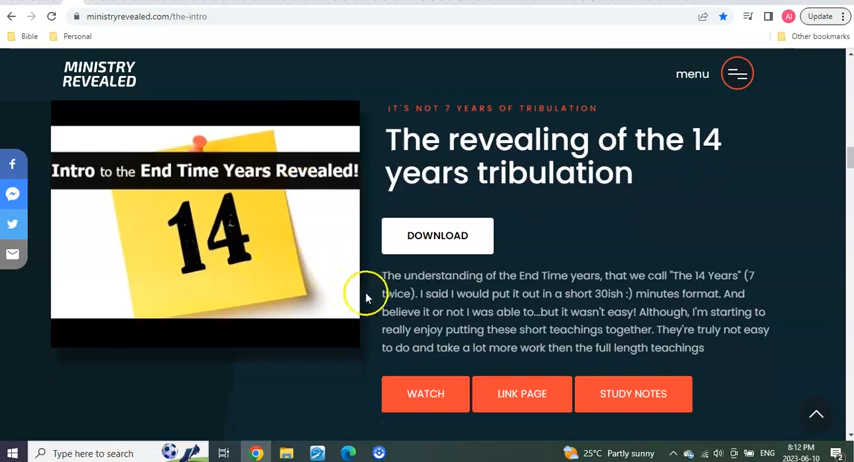 ministryrevealed.com/the-intro
AI
Update
Bible
Personal
Other bookmarks
MINISTRY
REVEALED
menu
IT'S NOT 7 YEARS OF TRIBULATION
The revealing of the 14
years tribulation
Intro to the End Time Years Revealed!
14
DOWNLOAD
The understanding of the End Time years, that we call "The 14 Years" (7
twice). I said I would put it out in a short 30ish :) minutes format. And
believe it or not I was able to...but it wasn't easy! Although, I'm starting to
really enjoy putting these short teachings together. They're truly not easy
to do and take a lot more work then the full length teachings
WATCH
LINK PAGE
STUDY NOTES
Type here to search
25°C Partly sunny
ENG
8:12 PM
2023-06-10
2